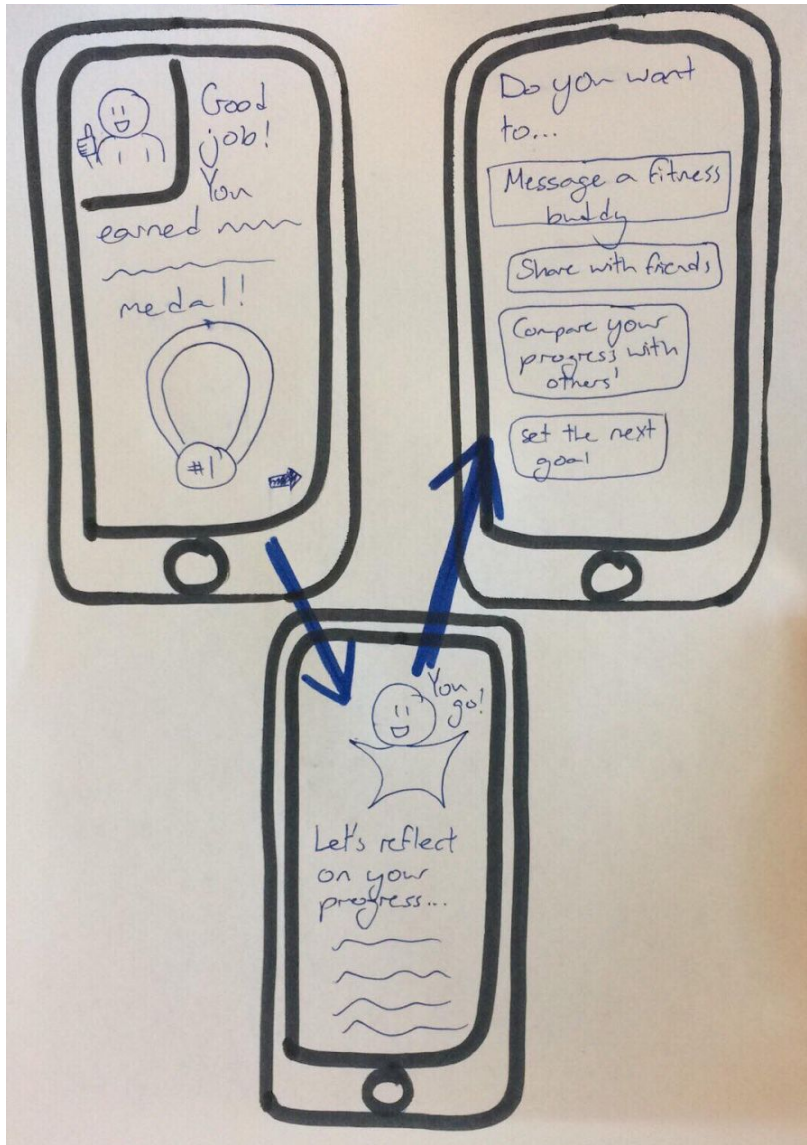 Good
job!
You
earned
medal!
#1
You
go!
Let's reflect
on your
progress...
Do you want
to...
Message a fitness
buddy
Share with friends
Compare your
progress with
others'
set the next
goal